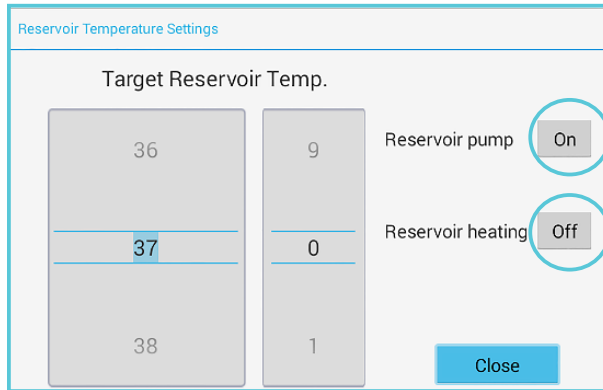 Reservoir Temperature Settings
Target Reservoir Temp.
36 9
Reservoir pump On
37 0
Reservoir heating Off
38 1
Close